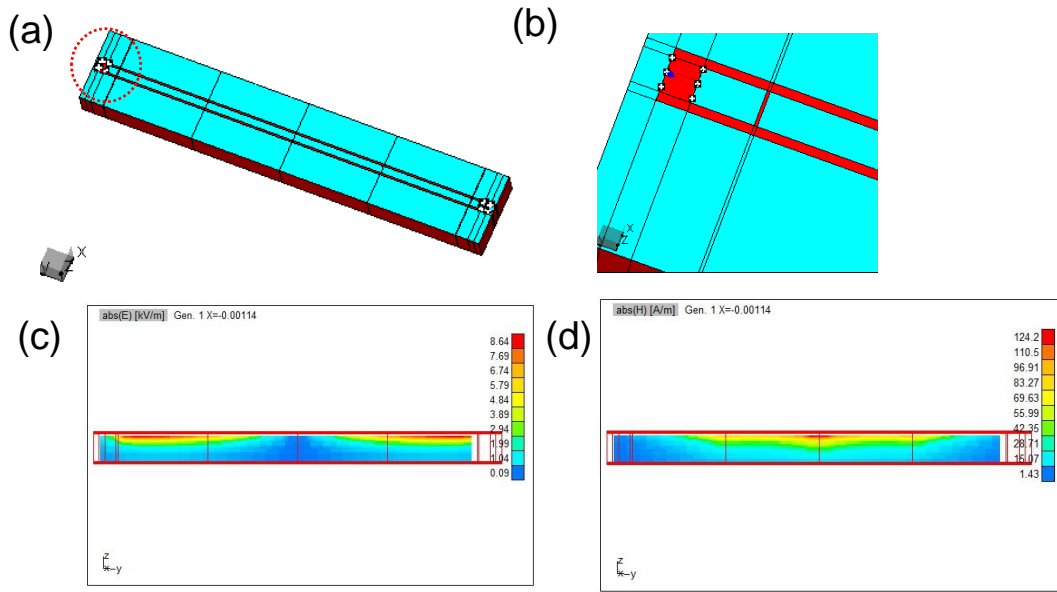 (a)
(b)
X
Z
X
Z
(c)
abs(E) [kV/m] Gen. 1 X=-0.00114
8.64
7.69
6.74
5.79
4.84
3.89
2.94
1.99
1.04
0.09
z
x-y
(d)
abs(H) [A/m] Gen. 1 X=-0.00114
124.2
110.5
96.91
83.27
69.63
55.99
42.35
28.71
15.07
1.43
z
x-y